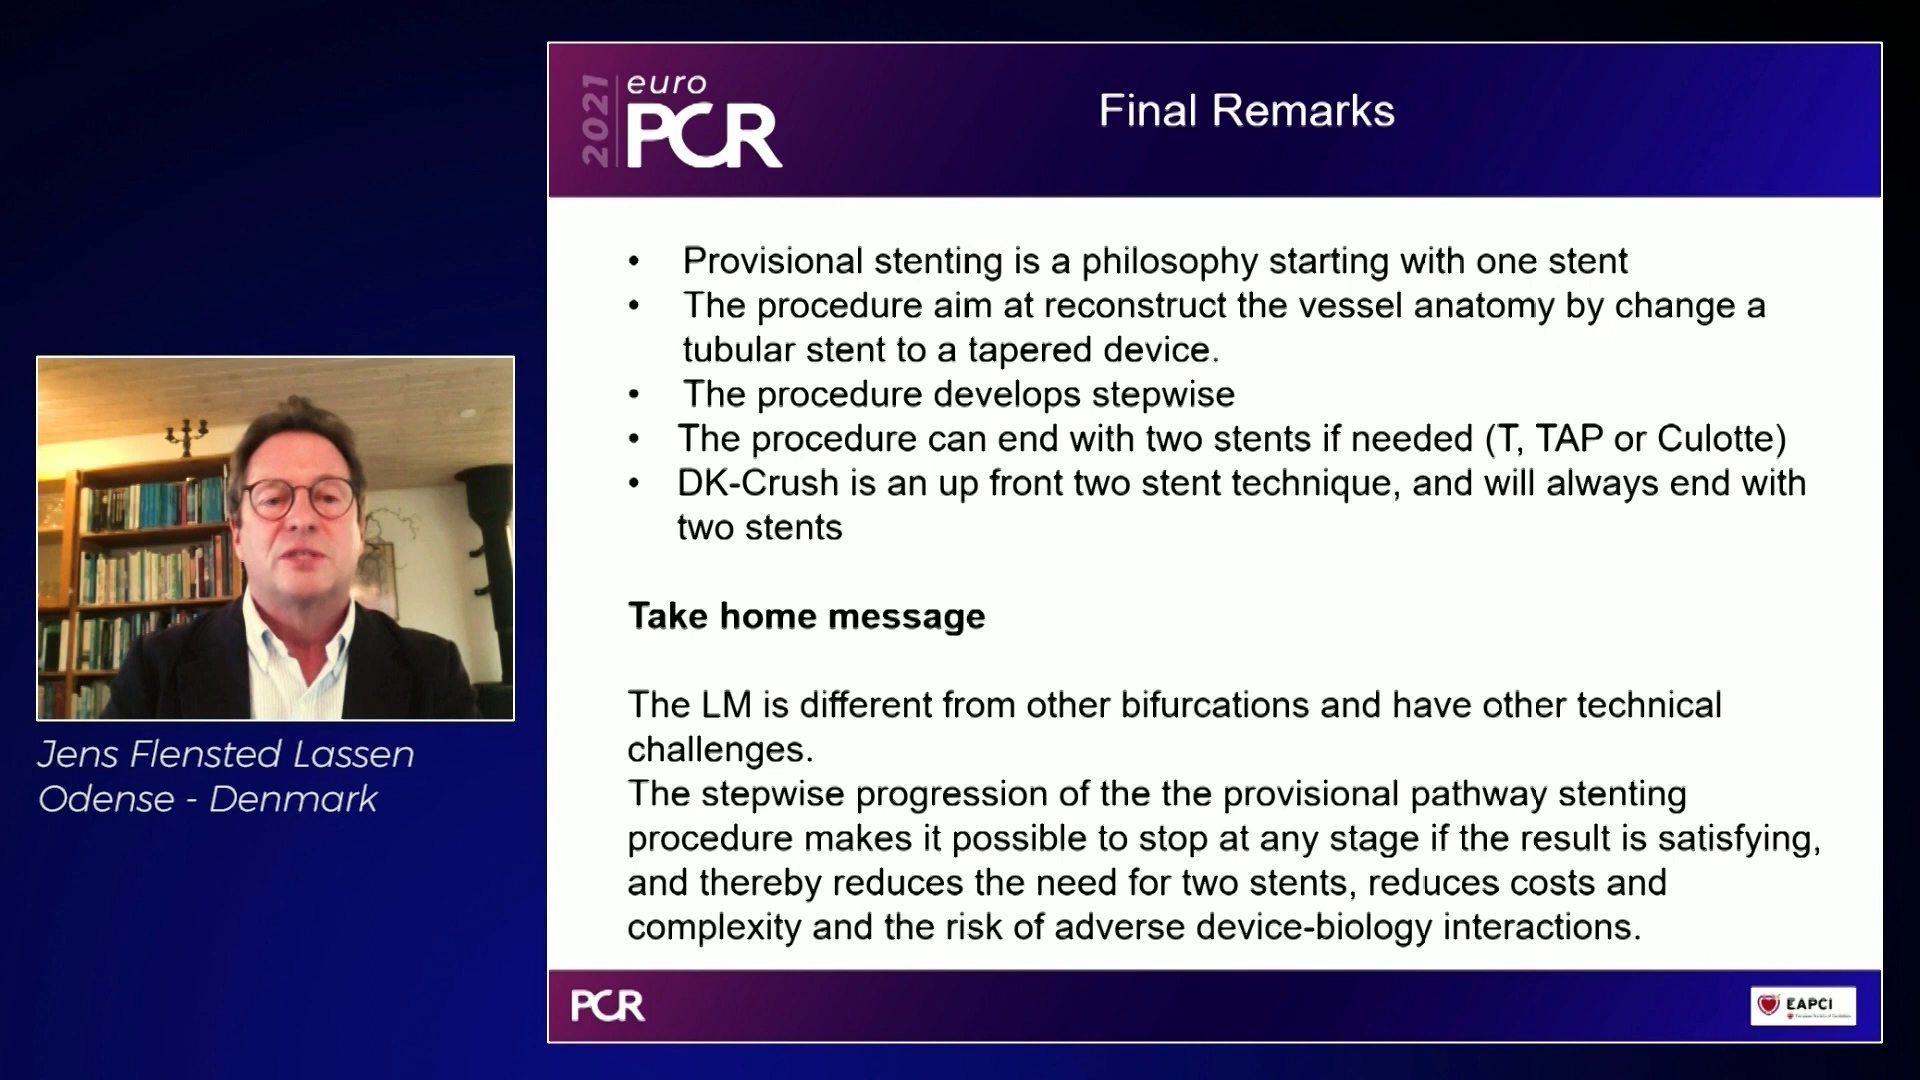 2021
euro
PCR
Final Remarks
• Provisional stenting is a philosophy starting with one stent
• The procedure aim at reconstruct the vessel anatomy by change a
tubular stent to a tapered device.
• The procedure develops stepwise
• The procedure can end with two stents if needed (T, TAP or Culotte)
• DK-Crush is an up front two stent technique, and will always end with
two stents
Take home message
The LM is different from other bifurcations and have other technical
challenges.
The stepwise progression of the the provisional pathway stenting
procedure makes it possible to stop at any stage if the result is satisfying,
and thereby reduces the need for two stents, reduces costs and
complexity and the risk of adverse device-biology interactions.
Jens Flensted Lassen
Odense - Denmark
PCR
EAPCI